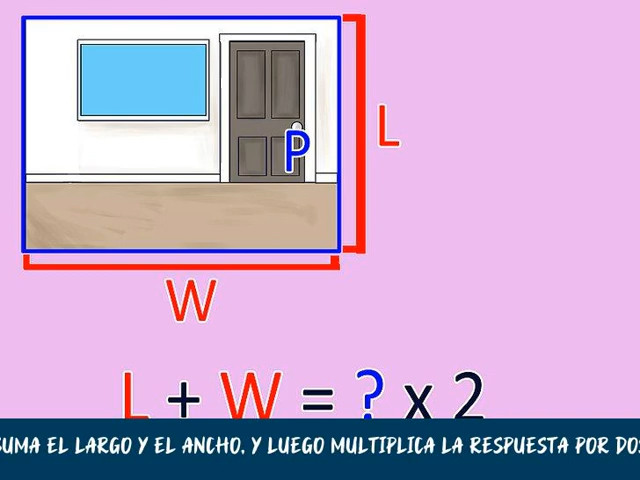 P
L
W
L + W = ? x 2
SUMA EL LARGO Y EL ANCHO, Y LUEGO MULTIPLICA LA RESPUESTA POR DOS